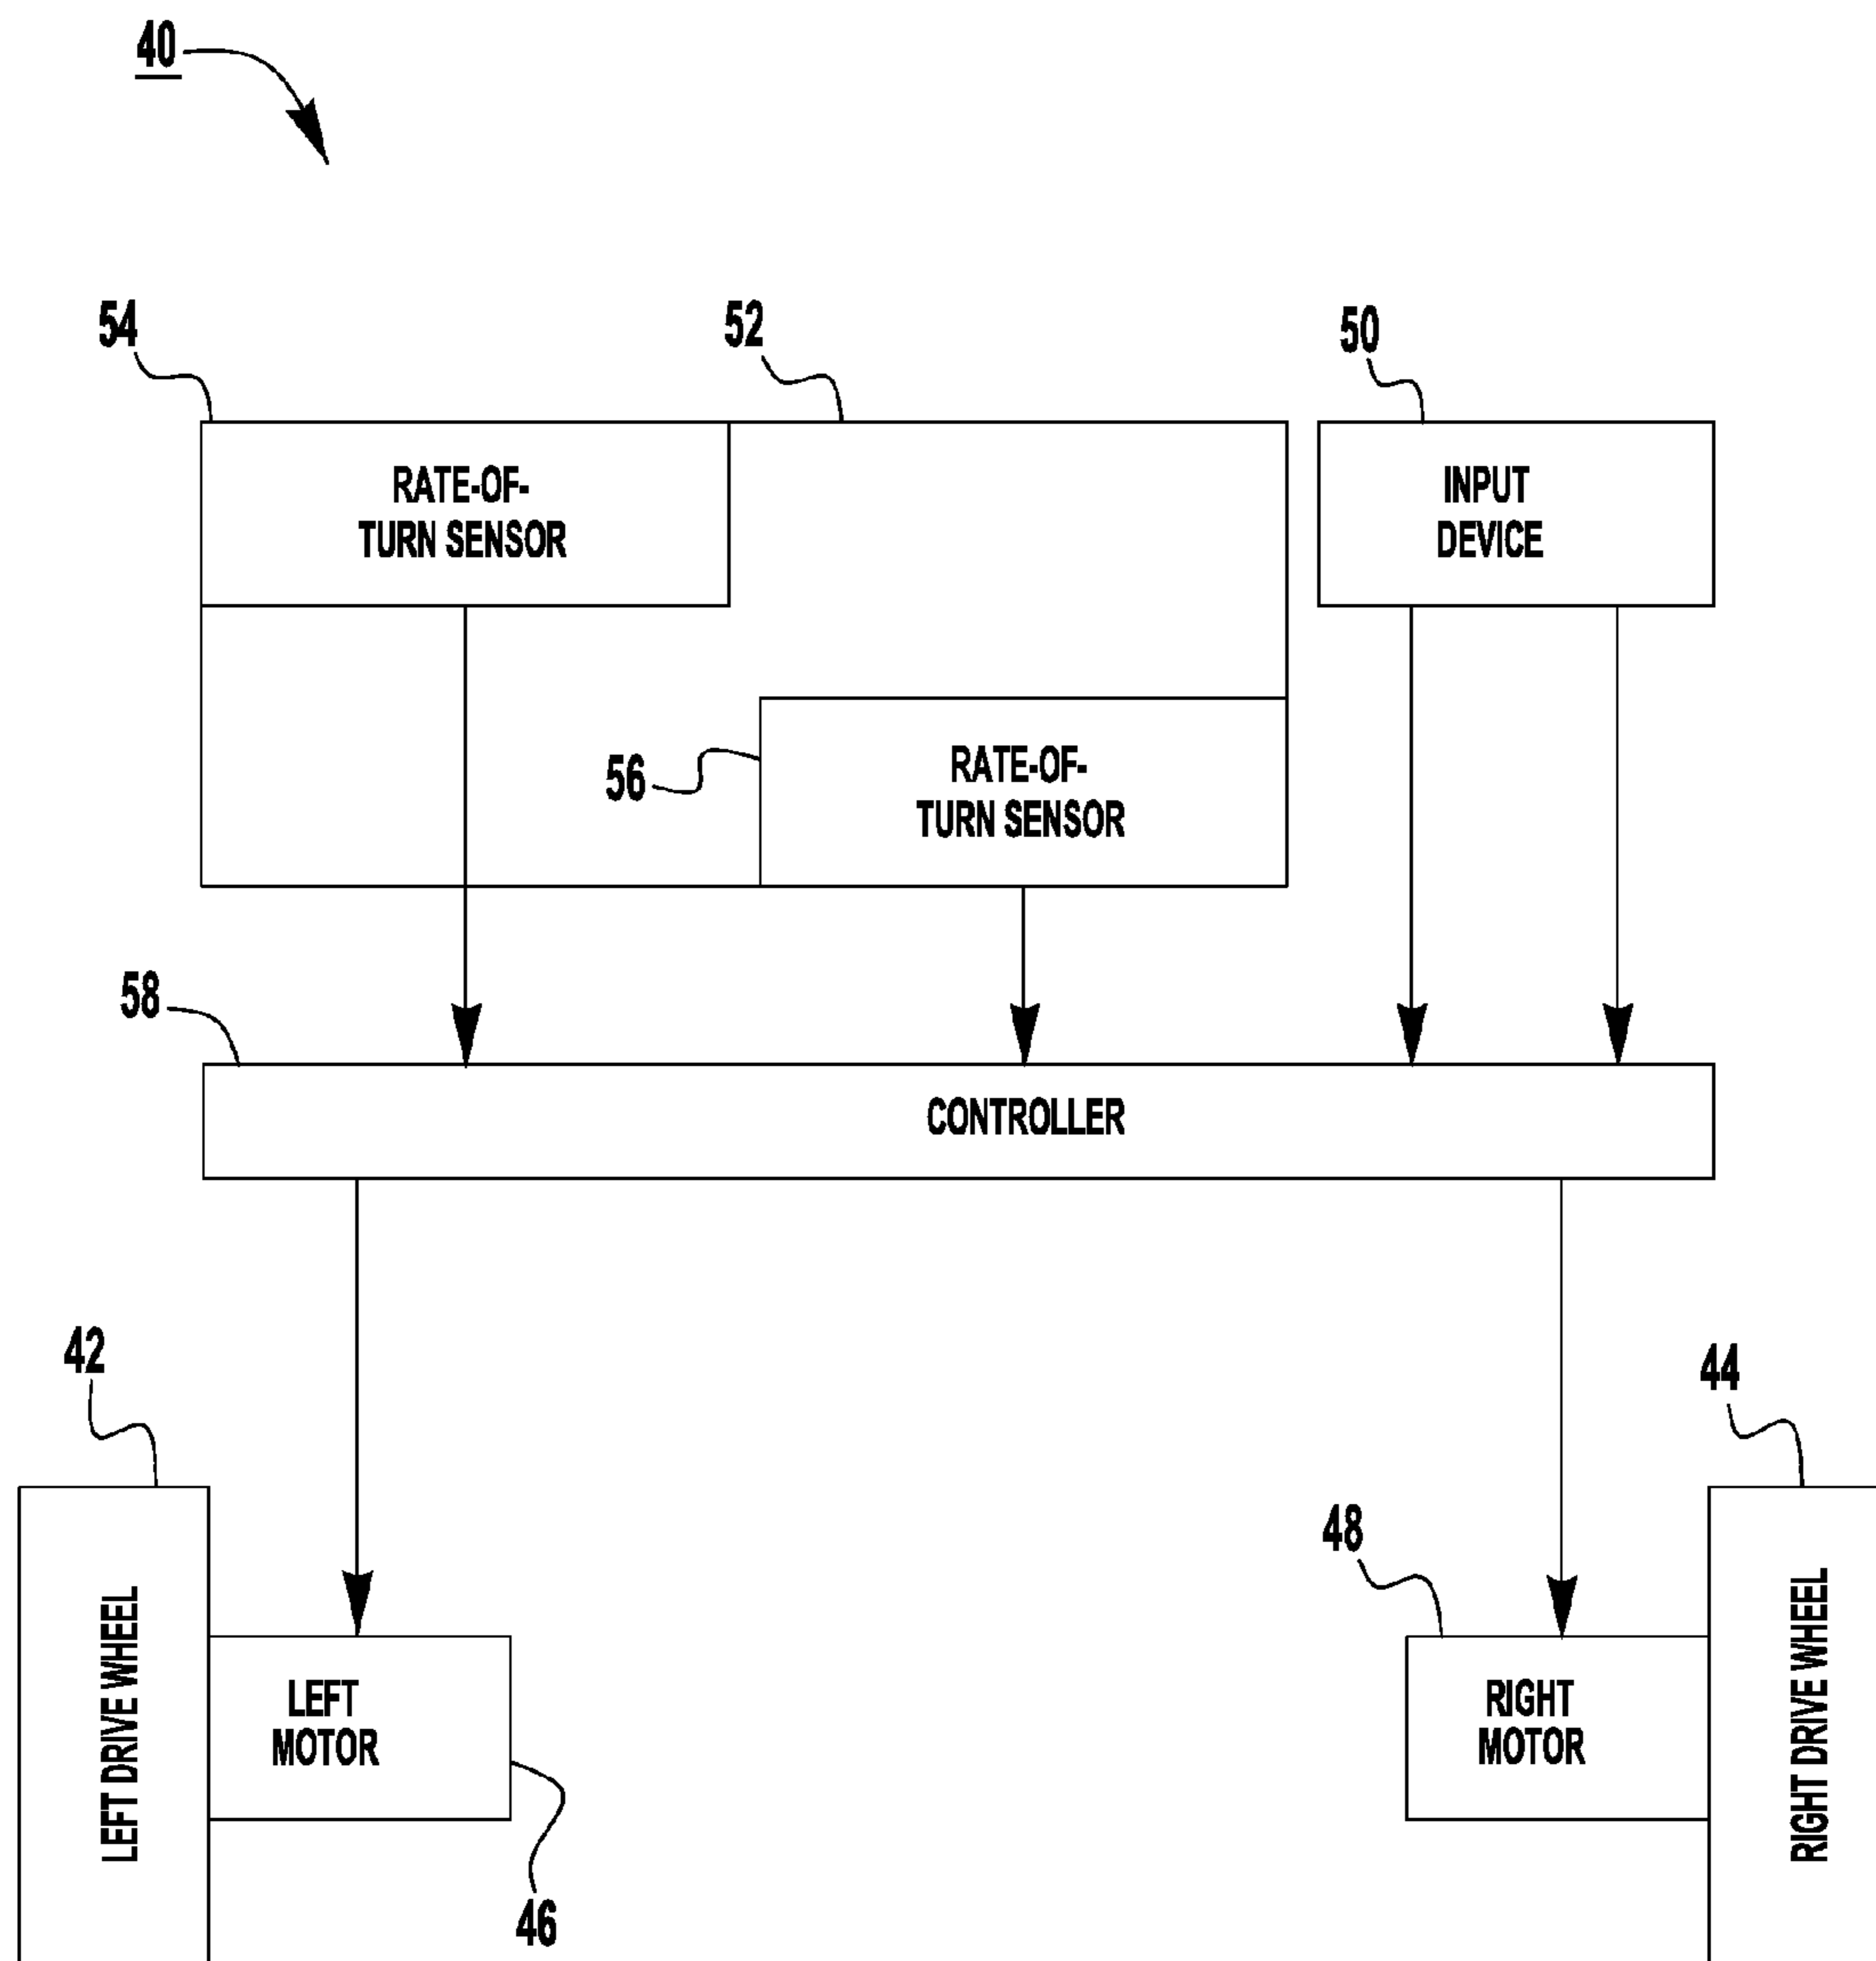 40
54
52
50
RATE-OF-
TURN SENSOR
INPUT
DEVICE
56
RATE-OF-
TURN SENSOR
58
CONTROLLER
42
44
48
LEFT DRIVE WHEEL
LEFT
MOTOR
RIGHT
MOTOR
RIGHT DRIVE WHEEL
46